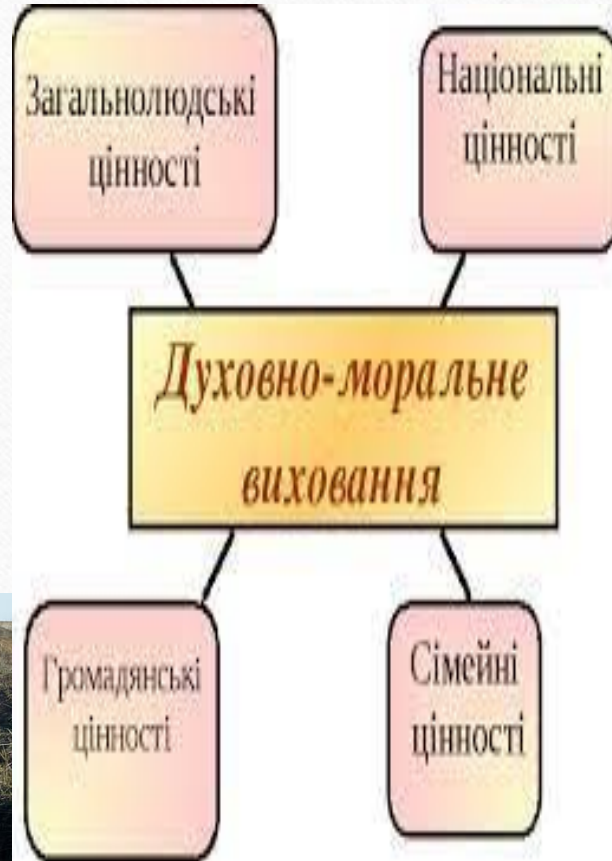 Загальнолюдські
цінності
Національні
цінності
Духовно-моральне
виховання
Громадянські
цінності
Сімейні
цінності